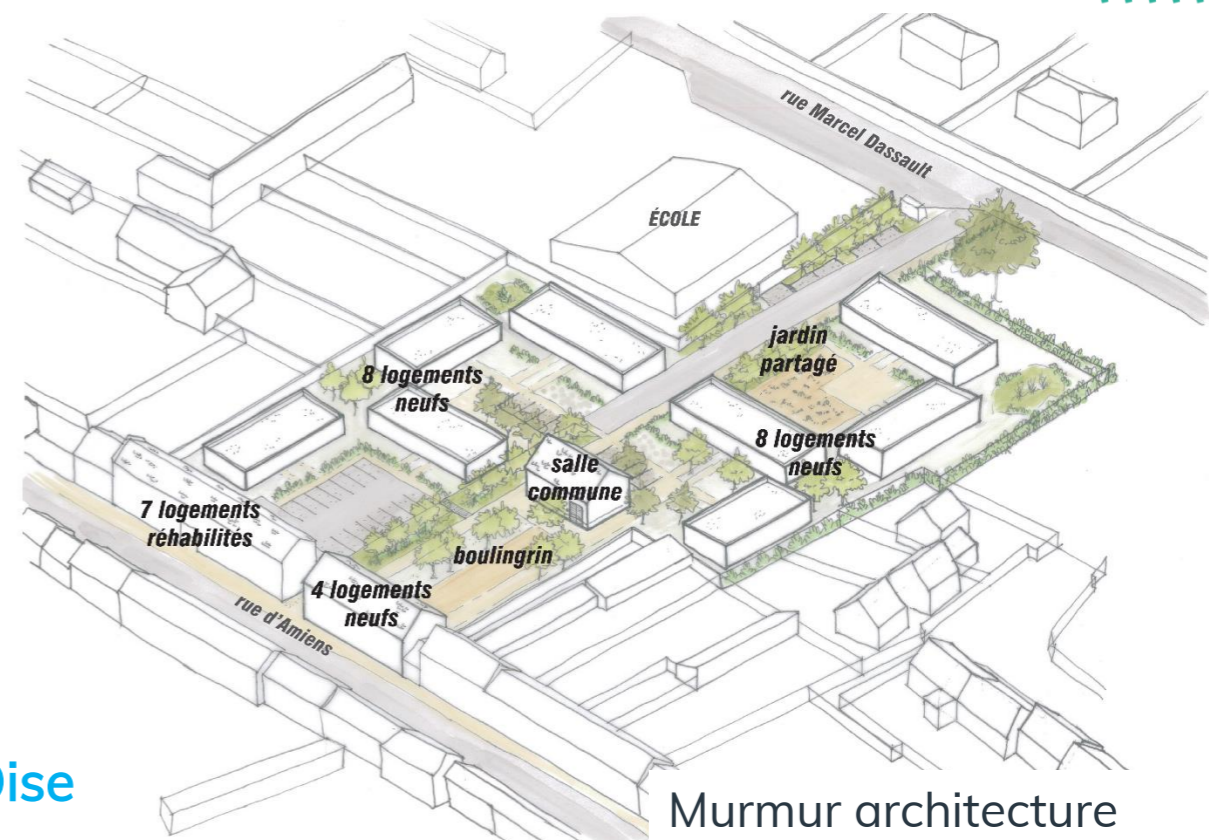 rue Marcel Dassault
ÉCOLE
jardin
partagé
8 logements
neufs
8 logements
neufs
salle
commune
7 logements
réhabilités
boulingrin
4 logements
neufs
rue d'Amiens
Oise
Murmur architecture